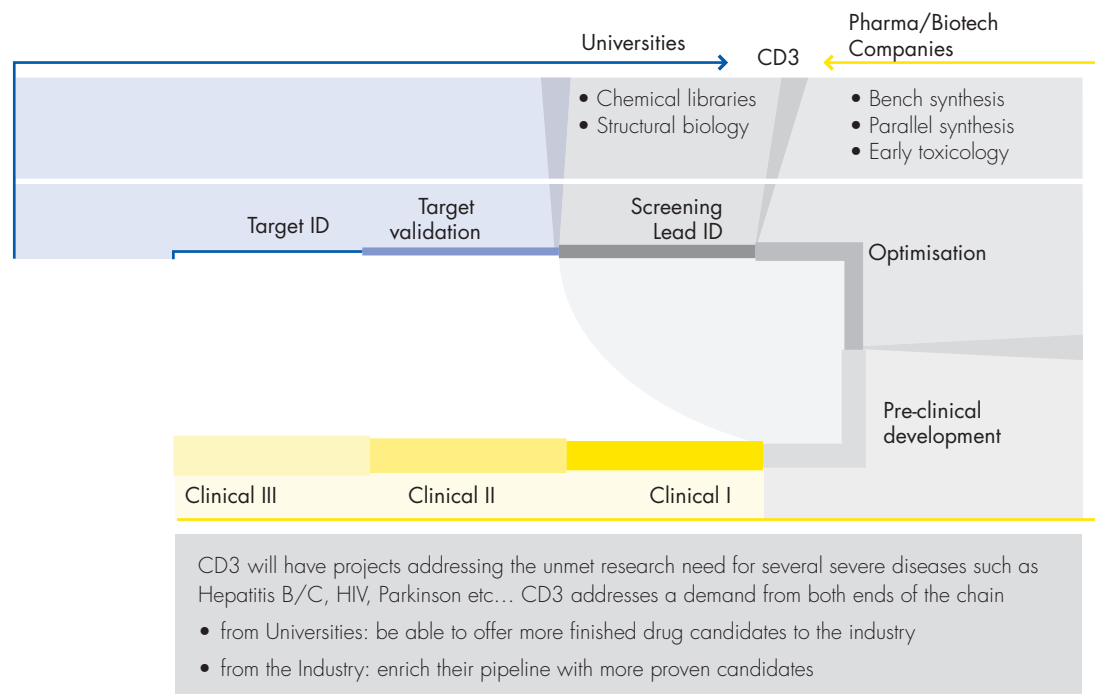 Universities
CD3
Pharma/Biotech
Companies
• Chemical libraries
• Structural biology
• Bench synthesis
• Parallel synthesis
• Early toxicology
Target ID
Target
validation
Screening
Lead ID
Optimisation
Pre-clinical
development
Clinical III
Clinical II
Clinical I
CD3 will have projects addressing the unmet research need for several severe diseases such as
Hepatitis B/C, HIV, Parkinson etc... CD3 addresses a demand from both ends of the chain
• from Universities: be able to offer more finished drug candidates to the industry
• from the Industry: enrich their pipeline with more proven candidates